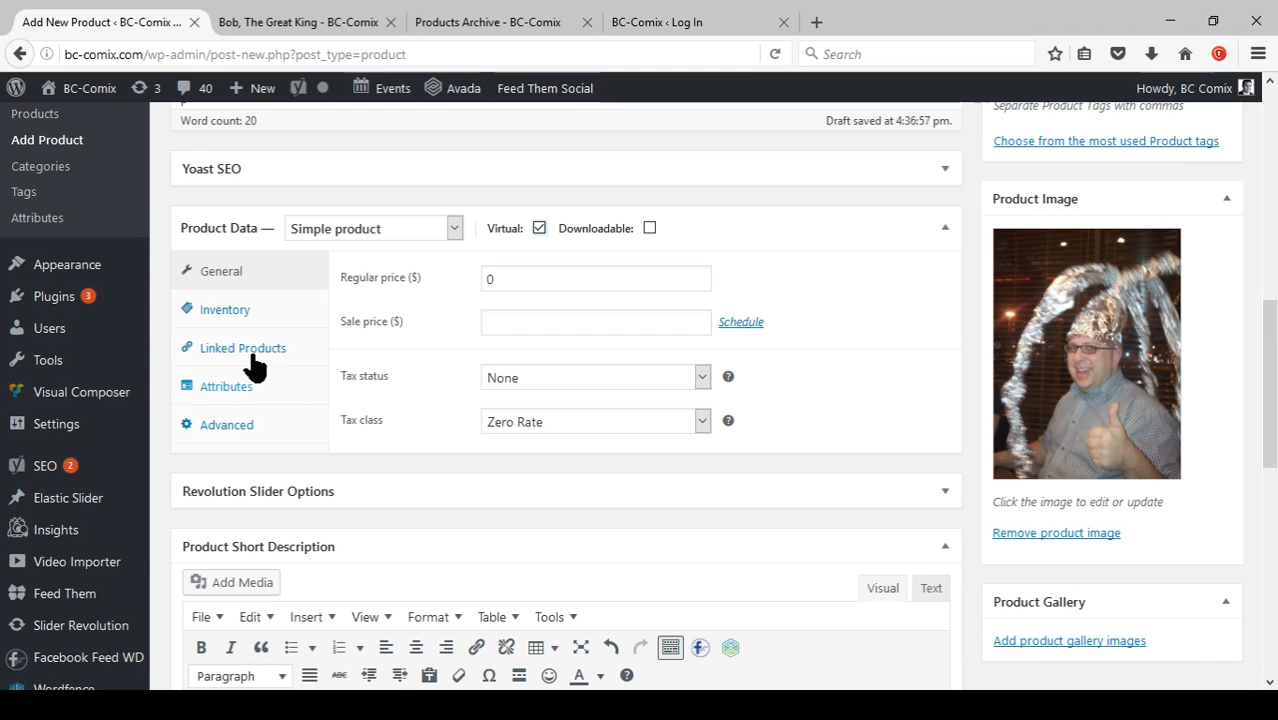 Add New Product ‹ BC-Comix ...
Bob, The Great King - BC-Comix
Products Archive - BC-Comix
BC-Comix ‹ Log In
bc-comix.com/wp-admin/post-new.php?post_type=product
Search
BC-Comix
3
40
New
Events
Avada
Feed Them Social
Howdy, BC Comix
Products
Add Product
Categories
Tags
Attributes
Appearance
Plugins 3
Users
Tools
Visual Composer
Settings
SEO 2
Elastic Slider
Insights
Video Importer
Feed Them
Slider Revolution
Facebook Feed WD
Wordfence
Word count: 20
Draft saved at 4:36:57 pm.
Yoast SEO
Product Data —
Simple product
Virtual:
Downloadable:
General
Inventory
Linked Products
Attributes
Advanced
Regular price ($)
0
Sale price ($)
Schedule
Tax status
None
Tax class
Zero Rate
Revolution Slider Options
Product Short Description
Add Media
Visual
Text
File
Edit
Insert
View
Format
Table
Tools
Paragraph
Separate Product Tags with commas
Choose from the most used Product tags
Product Image
Click the image to edit or update
Remove product image
Product Gallery
Add product gallery images